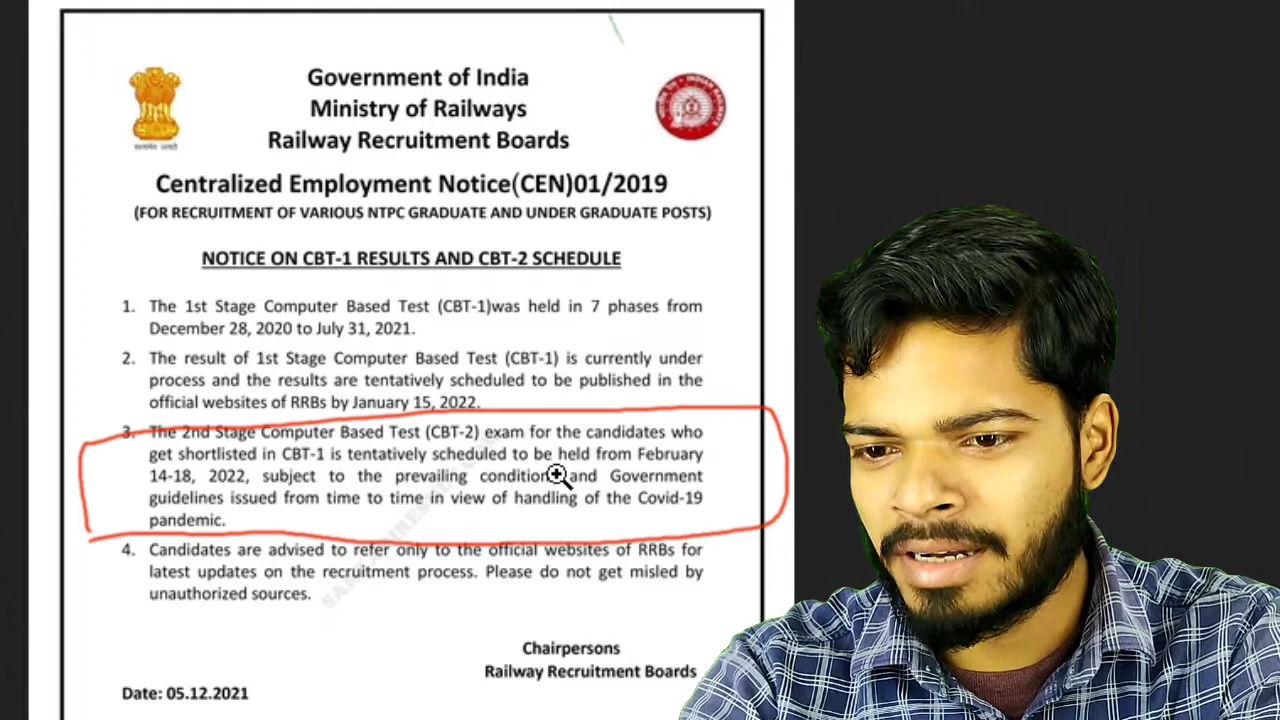 Government of India
Ministry of Railways
Railway Recruitment Boards
Centralized Employment Notice(CEN)01/2019
(FOR RECRUITMENT OF VARIOUS NTPC GRADUATE AND UNDER GRADUATE POSTS)
NOTICE ON CBT-1 RESULTS AND CBT-2 SCHEDULE
1. The 1st Stage Computer Based Test (CBT-1)was held in 7 phases from
December 28, 2020 to July 31, 2021.
2. The result of 1st Stage Computer Based Test (CBT-1) is currently under
process and the results are tentatively scheduled to be published in the
official websites of RRBs by January 15, 2022.
3. The 2nd Stage Computer Based Test (CBT-2) exam for the candidates who
get shortlisted in CBT-1 is tentatively scheduled to be held from February
14-18, 2022, subject to the prevailing condition and Government
guidelines issued from time to time in view of handling of the Covid-19
pandemic.
4. Candidates are advised to refer only to the official websites of RRBs for
latest updates on the recruitment process. Please do not get misled by
unauthorized sources.
Chairpersons
Railway Recruitment Boards
Date: 05.12.2021